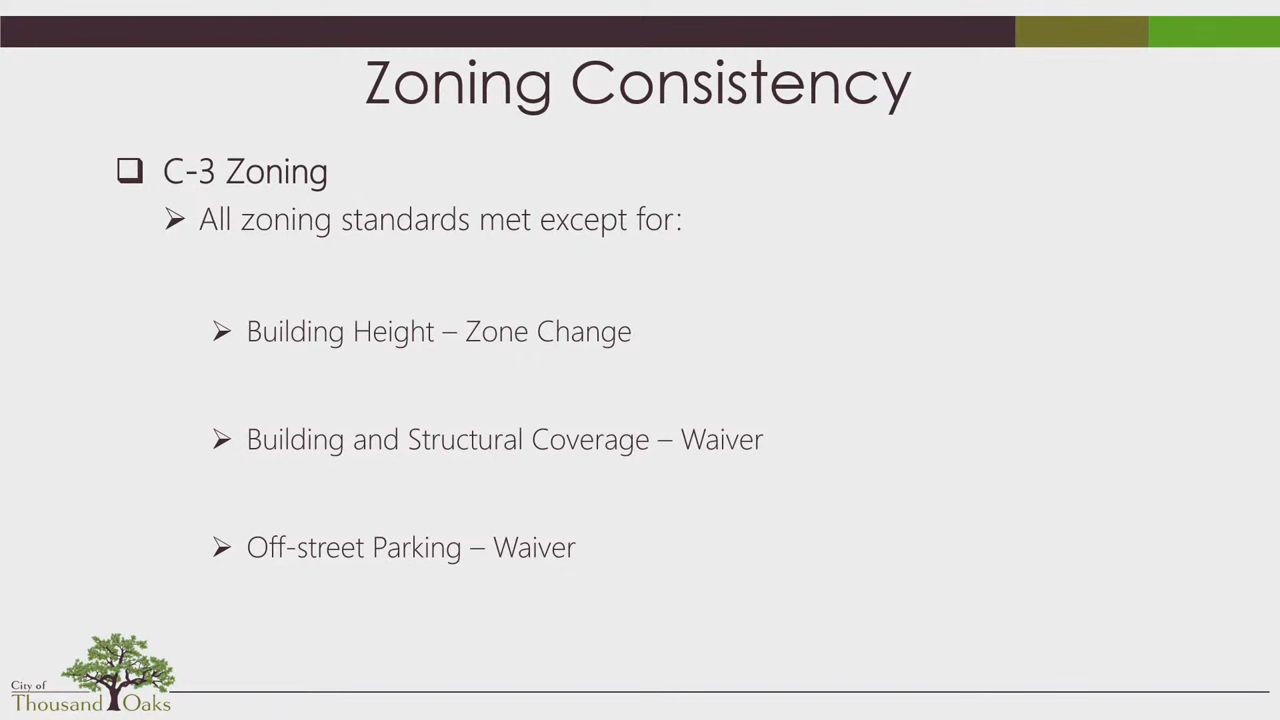 Zoning Consistency
C-3 Zoning
All zoning standards met except for:
Building Height – Zone Change
Building and Structural Coverage – Waiver
Off-street Parking – Waiver
City of
Thousand Oaks